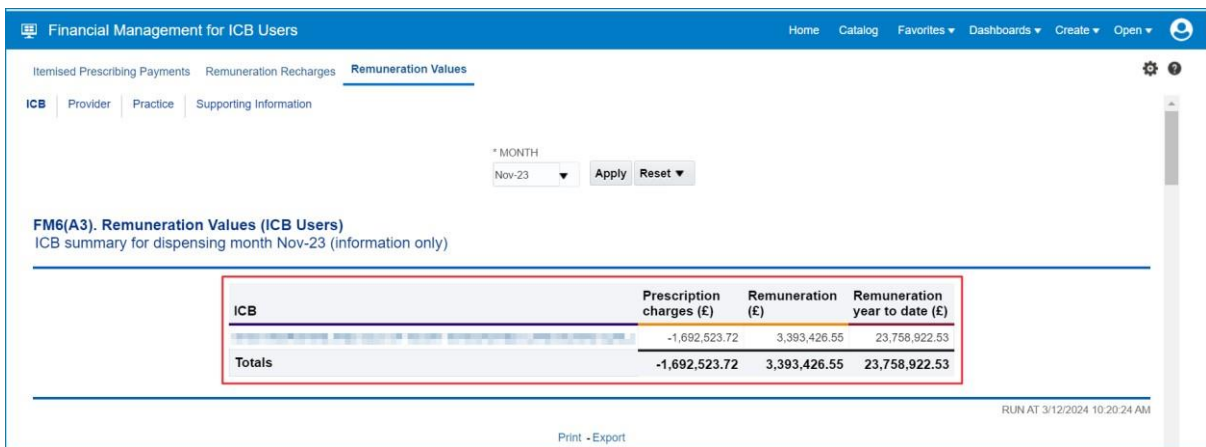 Financial Management for ICB Users
Home Catalog Favorites Dashboards Create Open
Itemised Prescribing Payments Remuneration Recharges Remuneration Values
ICB Provider Practice Supporting Information
* MONTH
Nov-23 Apply Reset
FM6(A3). Remuneration Values (ICB Users)
ICB summary for dispensing month Nov-23 (information only)
ICB Prescription charges (£) Remuneration (£) Remuneration year to date (£)
-1,692,523.72 3,393,426.55 23,758,922.53
Totals -1,692,523.72 3,393,426.55 23,758,922.53
RUN AT 3/12/2024 10:20:24 AM
Print - Export